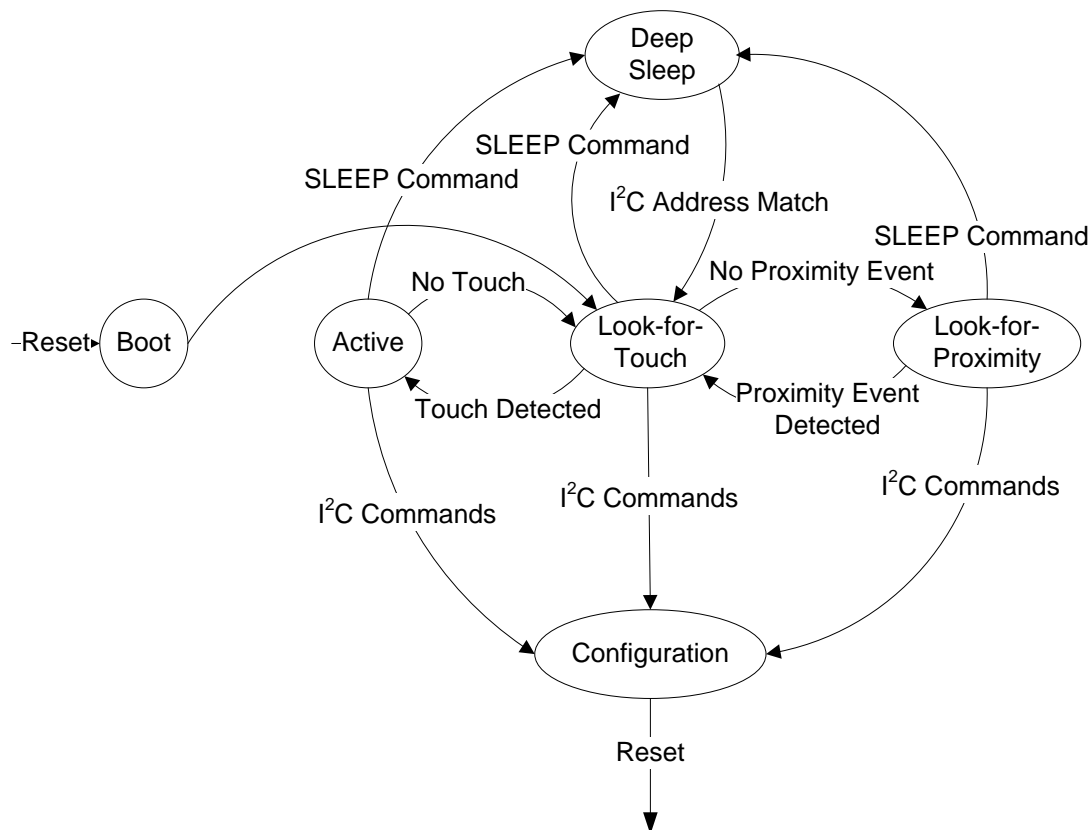 Deep
Sleep
SLEEP Command
SLEEP Command
I²C Address Match
SLEEP Command
No Proximity Event
No Touch
Reset
Boot
Active
Look-for-
Touch
Look-for-
Proximity
Touch Detected
Proximity Event
Detected
I²C Commands
I²C Commands
I²C Commands
Configuration
Reset